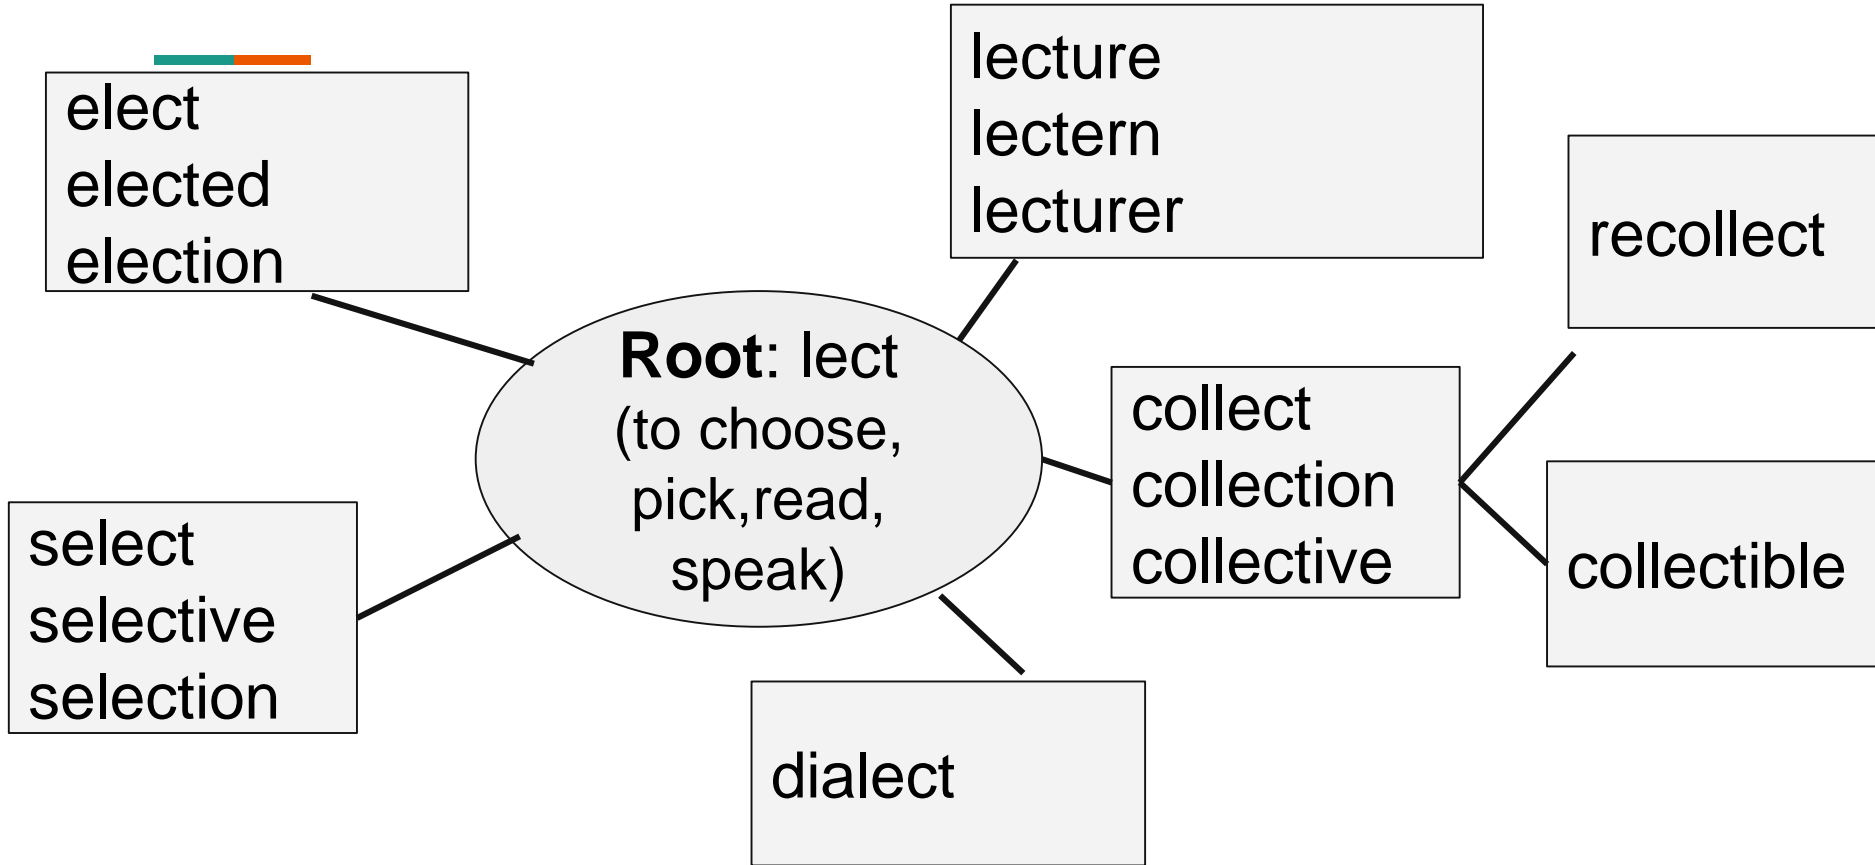 elect
elected
election
lecture
lectern
lecturer
recollect
Root: lect
(to choose,
pick,read,
speak)
collect
collection
collective
collectible
select
selective
selection
dialect